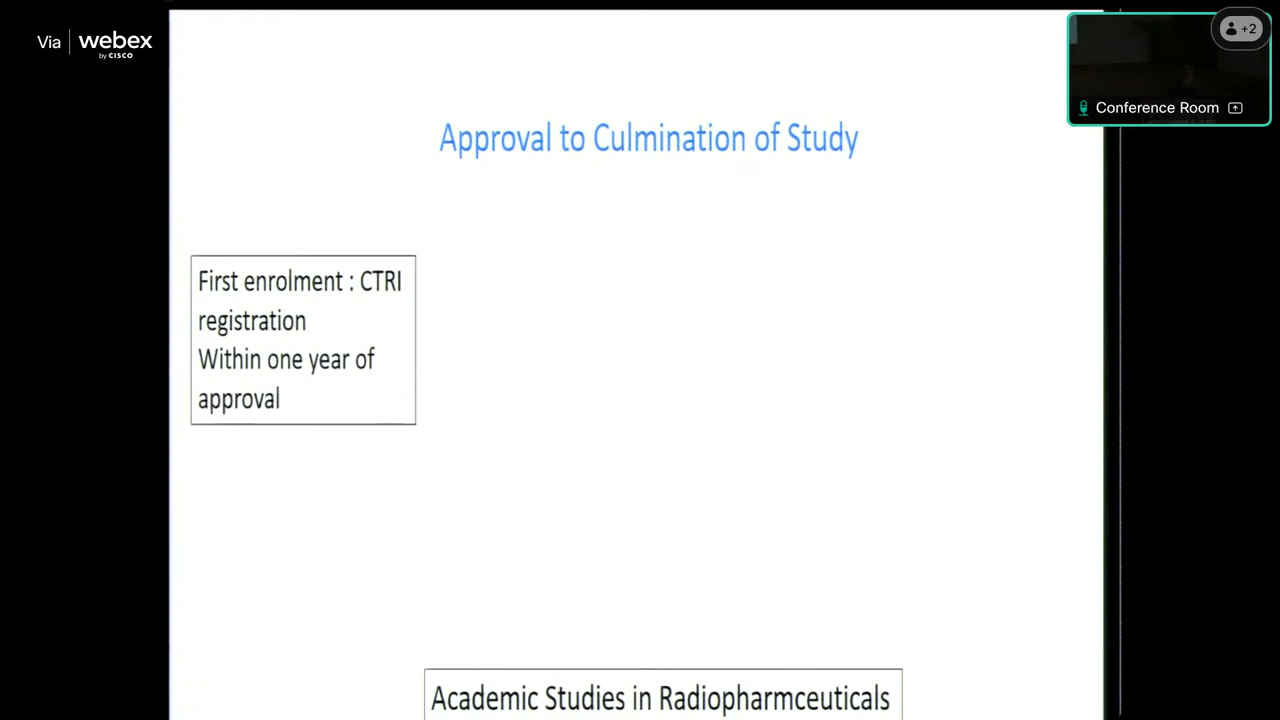 Via webex
by CISCO
+2
Conference Room
Approval to Culmination of Study
First enrolment : CTRI
registration
Within one year of
approval
Academic Studies in Radiopharmceuticals